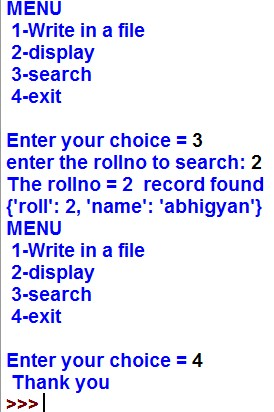 MENU
1-Write in a file
2-display
3-search
4-exit
Enter your choice = 3
enter the rollno to search: 2
The rollno = 2  record found
{'roll': 2, 'name': 'abhigyan'}
MENU
1-Write in a file
2-display
3-search
4-exit
Enter your choice = 4
Thank you
>>>